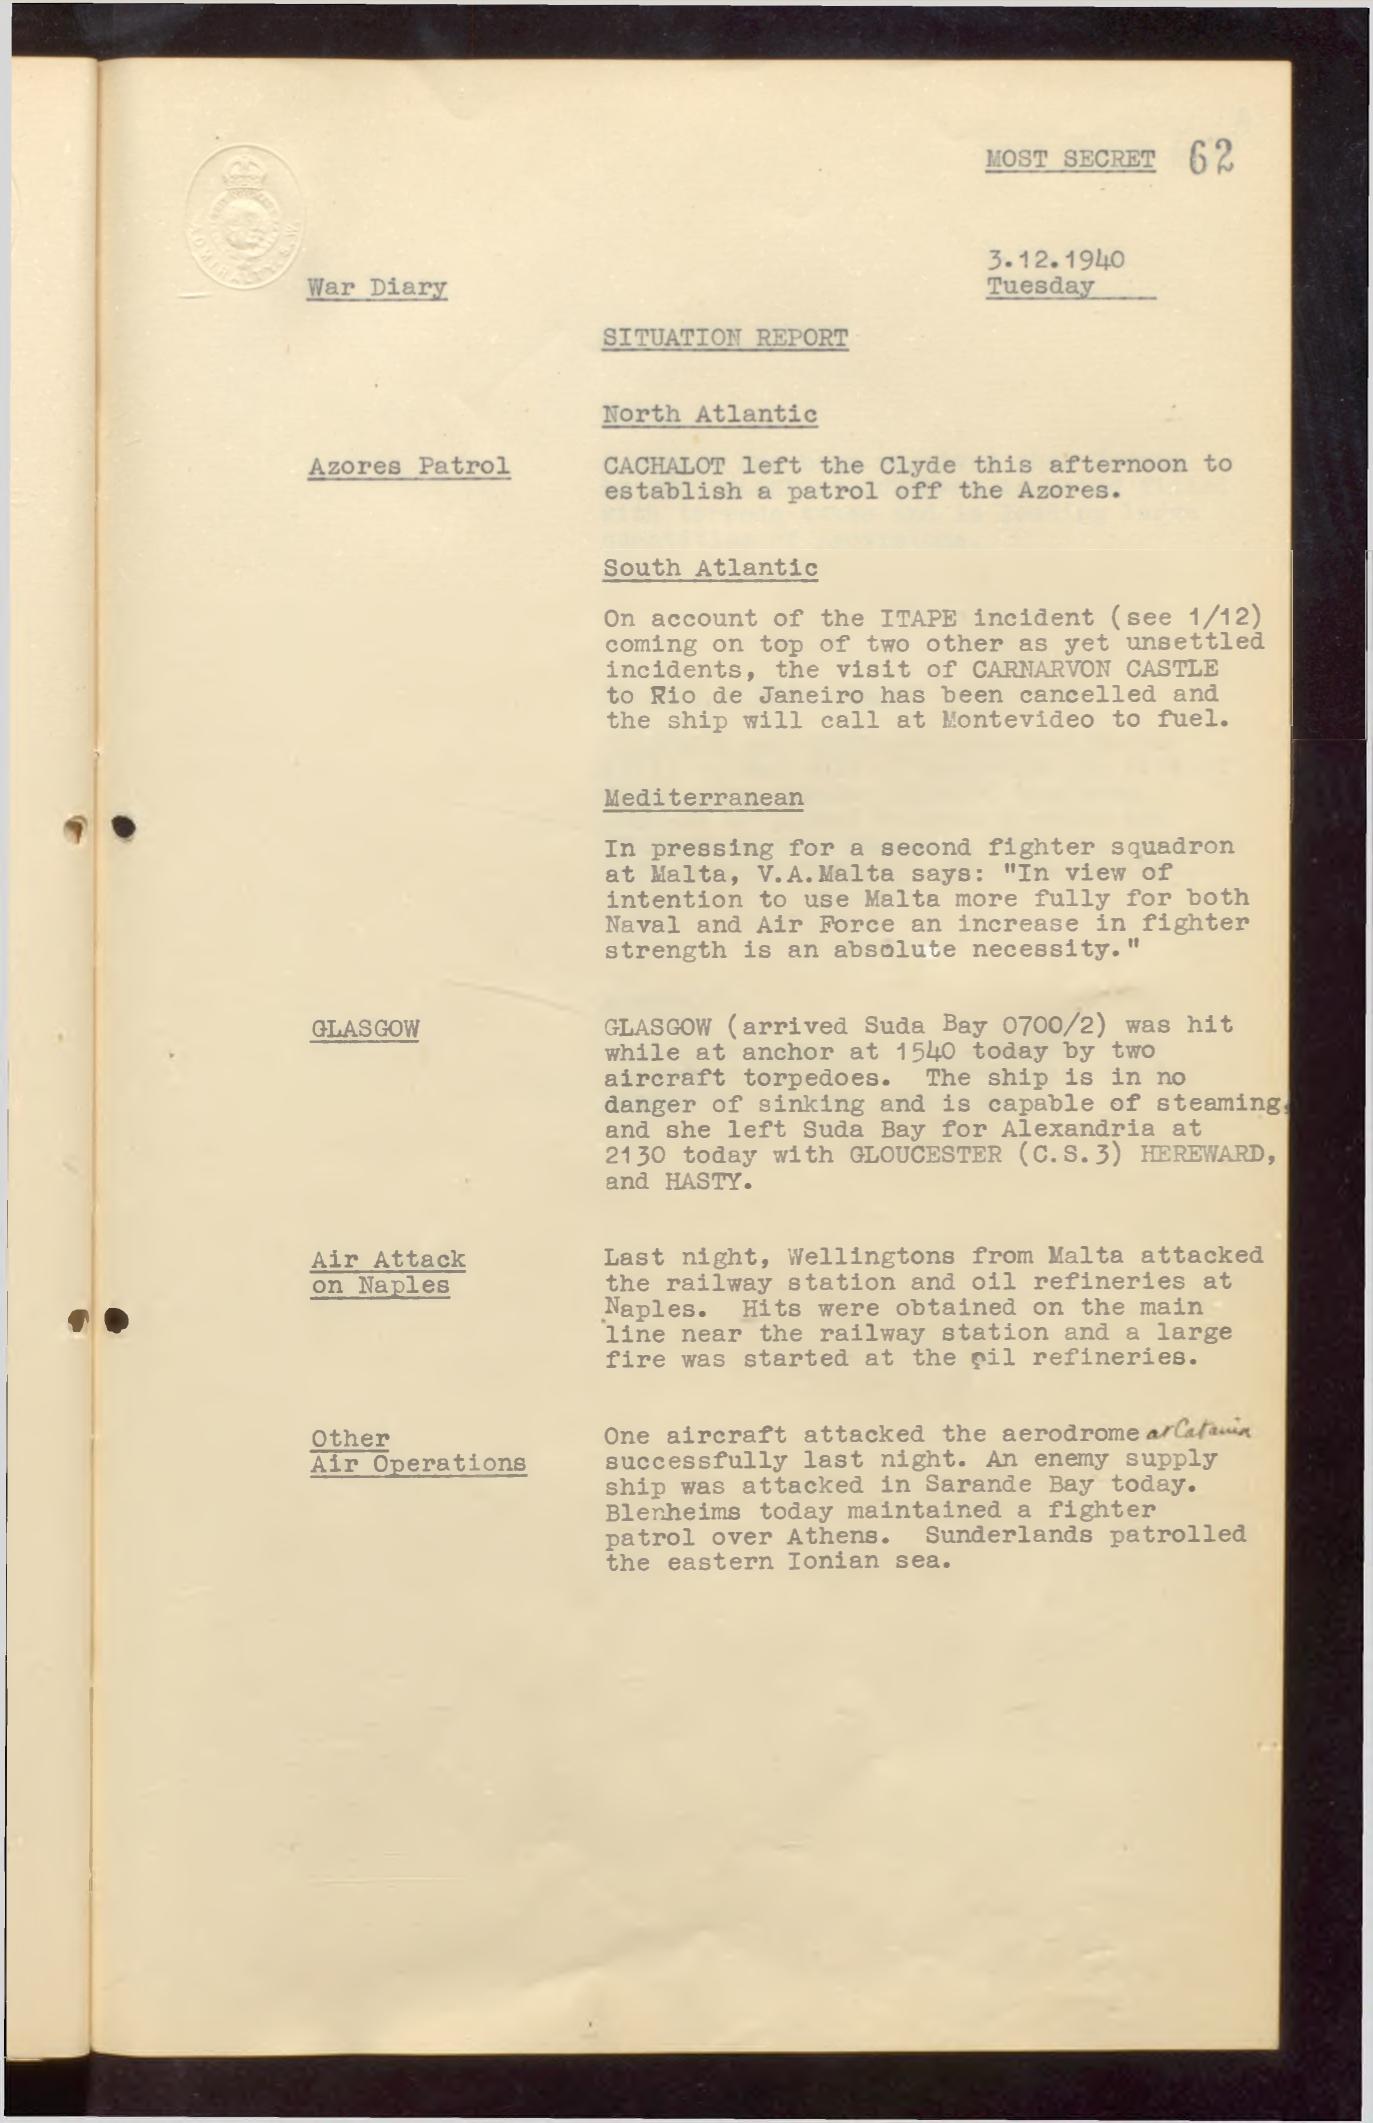 MOST SECRET 62
3.12.1940
War Diary
Tuesday
SITUATION REPORT
North Atlantic
Azores Patrol
CACHALOT left the Clyde this afternoon to
establish a patrol off the Azores.
South Atlantic
On account of the ITAPE incident (see 1/12)
coming on top of two other as yet unsettled
incidents, the visit of CARNARVON CASTLE
to Rio de Janeiro has been cancelled and
the ship will call at Montevideo to fuel.
Mediterranean
In pressing for a second fighter squadron
at Malta, V.A.Malta says: "In view of
intention to use Malta more fully for both
Naval and Air Force an increase in fighter
strength is an absolute necessity."
GLASGOW
GLASGOW (arrived Suda Bay 0700/2) was hit
while at anchor at 1540 today by two
aircraft torpedoes. The ship is in no
danger of sinking and is capable of steaming,
and she left Suda Bay for Alexandria at
2130 today with GLOUCESTER (C.S.3) HEREWARD,
and HASTY.
Air Attack
on Naples
Last night, Wellingtons from Malta attacked
the railway station and oil refineries at
Naples. Hits were obtained on the main
line near the railway station and a large
fire was started at the oil refineries.
Other
Air Operations
One aircraft attacked the aerodrome at Catania
successfully last night. An enemy supply
ship was attacked in Sarande Bay today.
Blenheims today maintained a fighter
patrol over Athens. Sunderlands patrolled
the eastern Ionian sea.